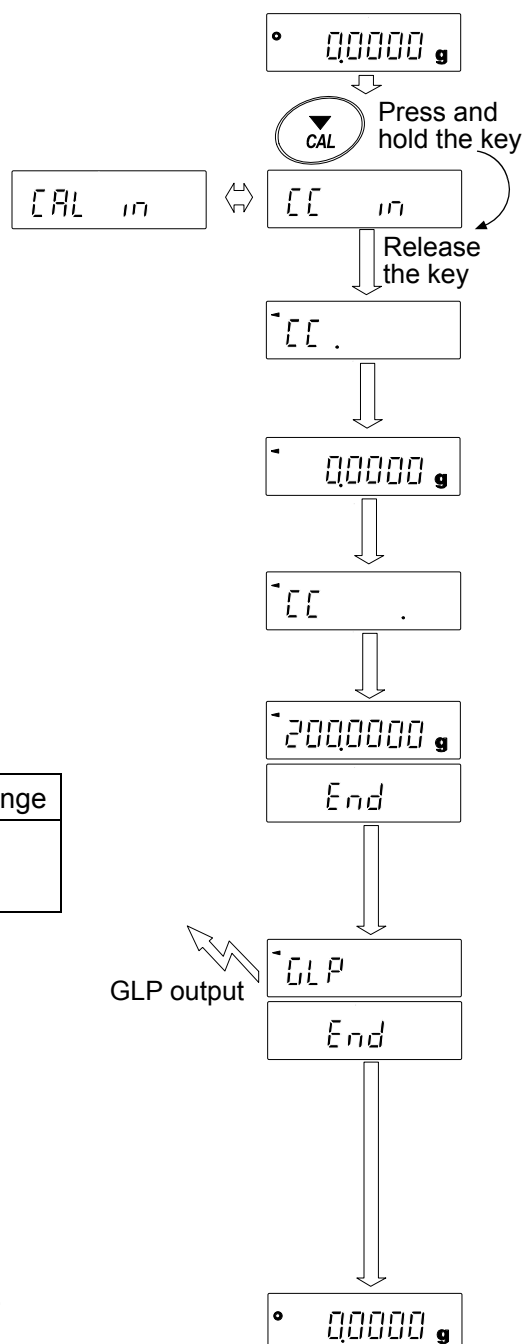 0.0000 g
CAL
Press and
hold the key
CAL in
CC in
Release
the key
CC .
0.0000 g
CC .
200.0000 g
End
nge
GLP output
GLP
End
0.0000 g